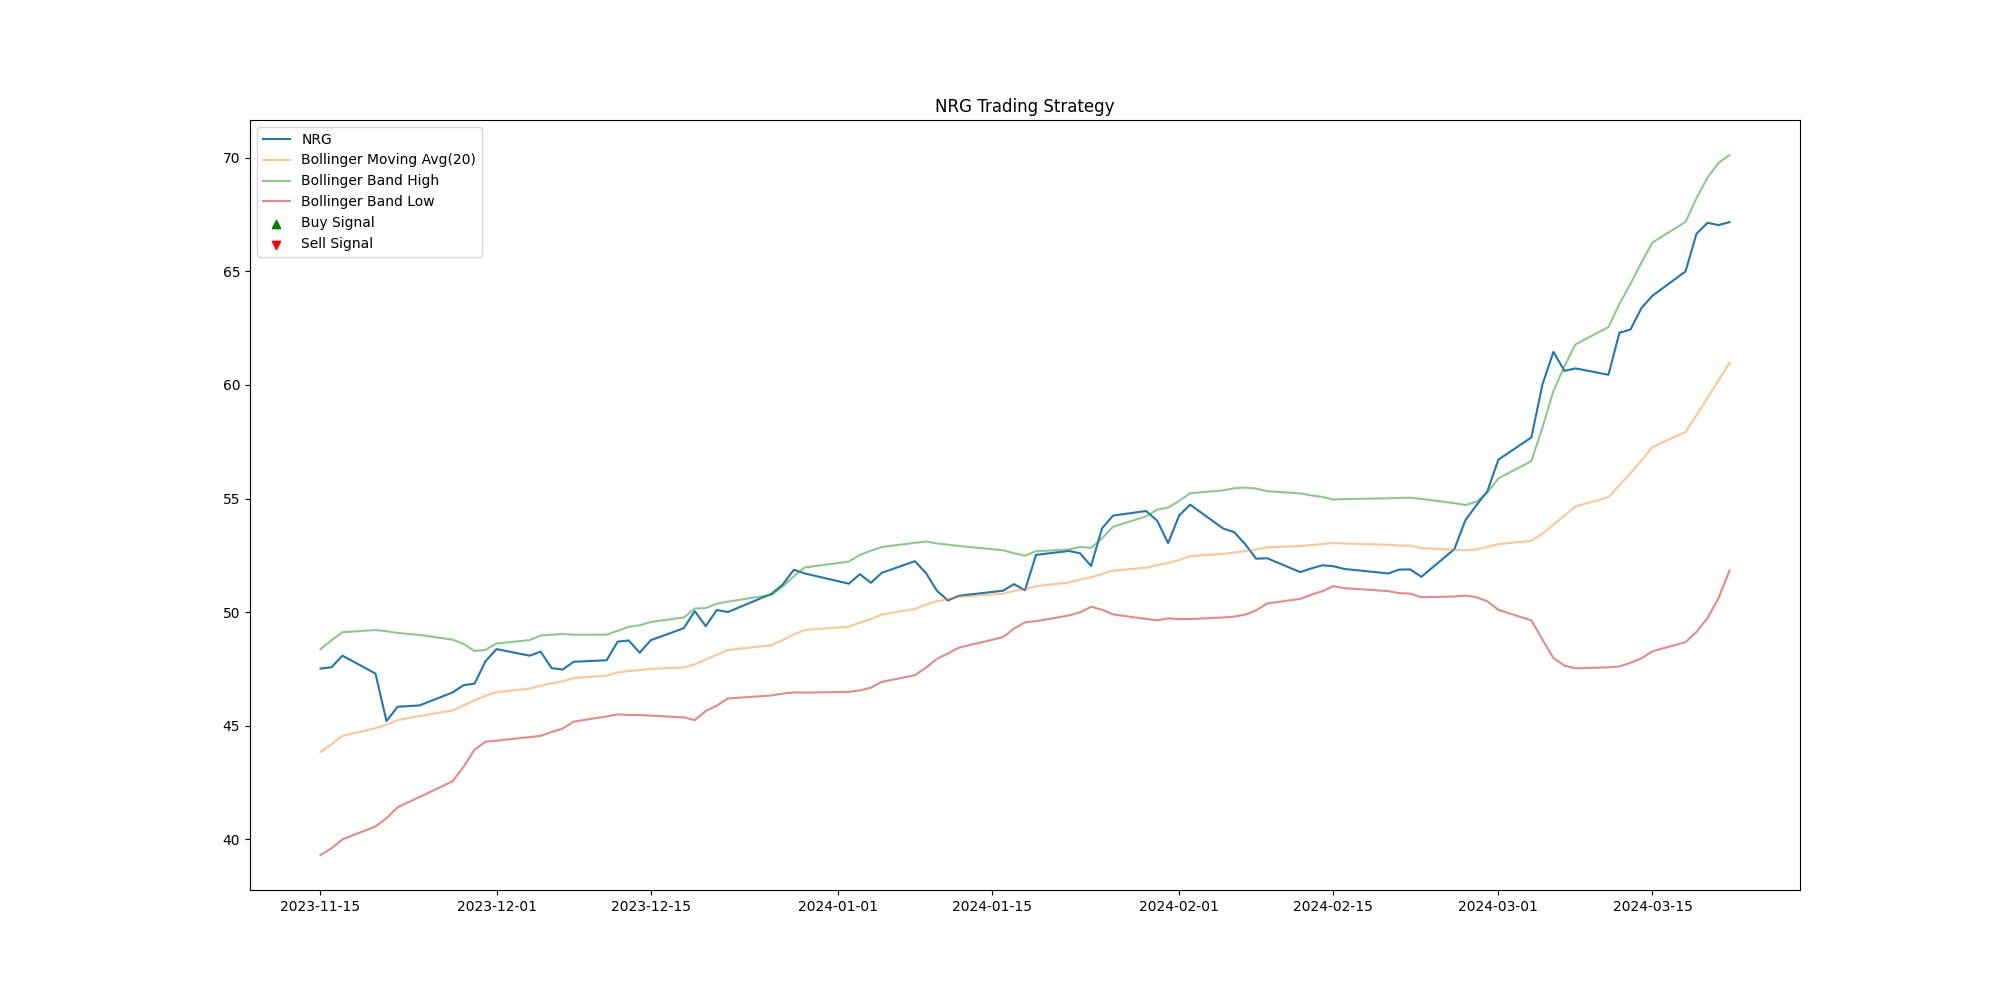 NRG Trading Strategy
NRG
Bollinger Moving Avg(20)
Bollinger Band High
Bollinger Band Low
Buy Signal
Sell Signal
70
65
60
55
50
45
40
2023-11-15 2023-12-01 2023-12-15 2024-01-01 2024-01-15 2024-02-01 2024-02-15 2024-03-01 2024-03-15